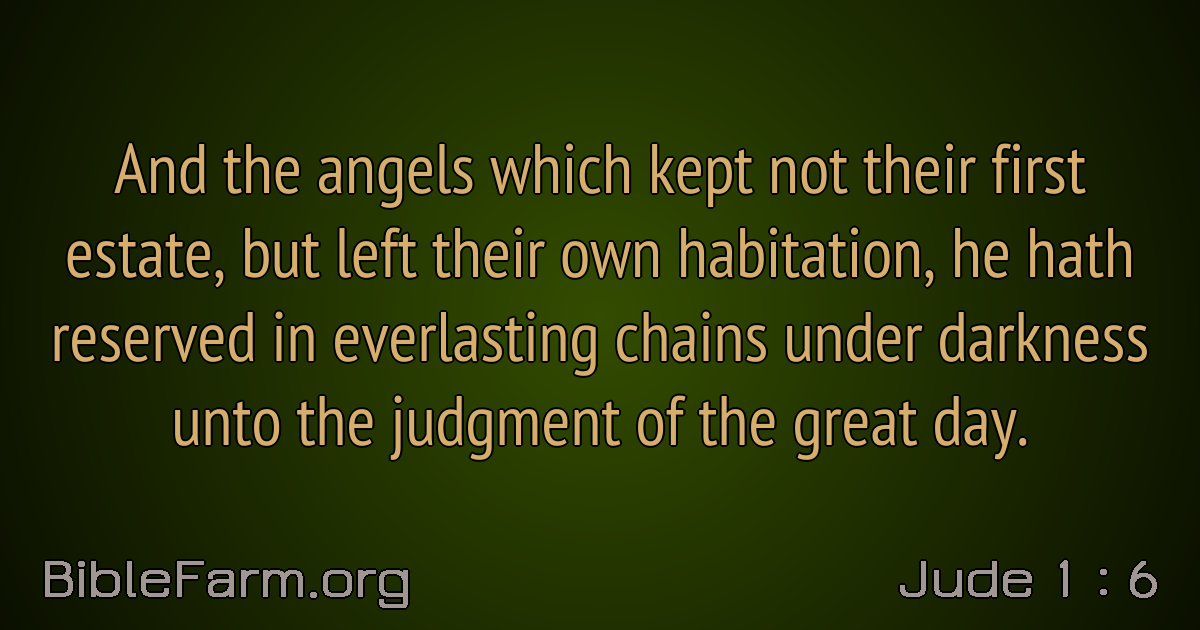 And the angels which kept not their first
estate, but left their own habitation, he hath
reserved in everlasting chains under darkness
unto the judgment of the great day.
BibleFarm.org
Jude 1 : 6